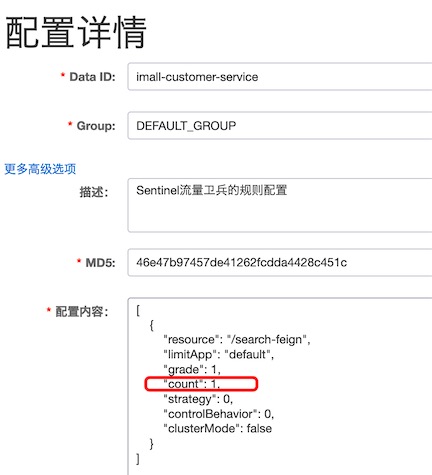 配置详情
* Data ID: imall-customer-service
* Group: DEFAULT_GROUP
更多高级选项
描述： Sentinel流量卫兵的规则配置
* MD5: 46e47b97457de41262fcdda4428c451c
* 配置内容： [
{
"resource": "/search-feign",
"limitApp": "default",
"grade": 1,
"count": 1,
"strategy": 0,
"controlBehavior": 0,
"clusterMode": false
}
]